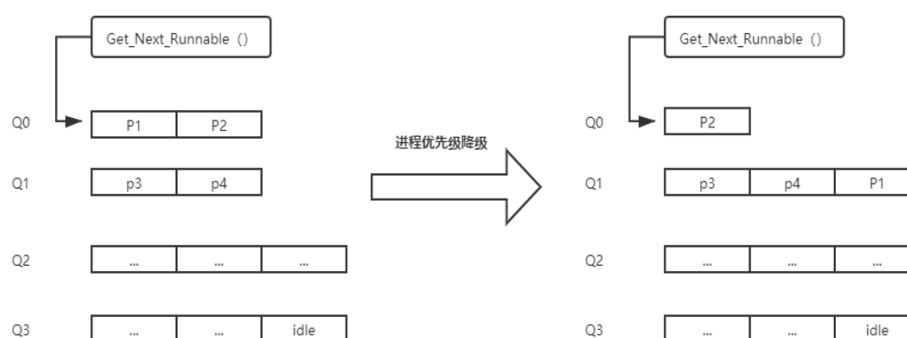 Get_Next_Runnable（）
Q0 P1 P2
Q1 p3 p4
Q2 ... ... ...
Q3 ... ... idle
进程优先级降级
Get_Next_Runnable（）
Q0 P2
Q1 p3 p4 P1
Q2 ... ... ...
Q3 ... ... idle